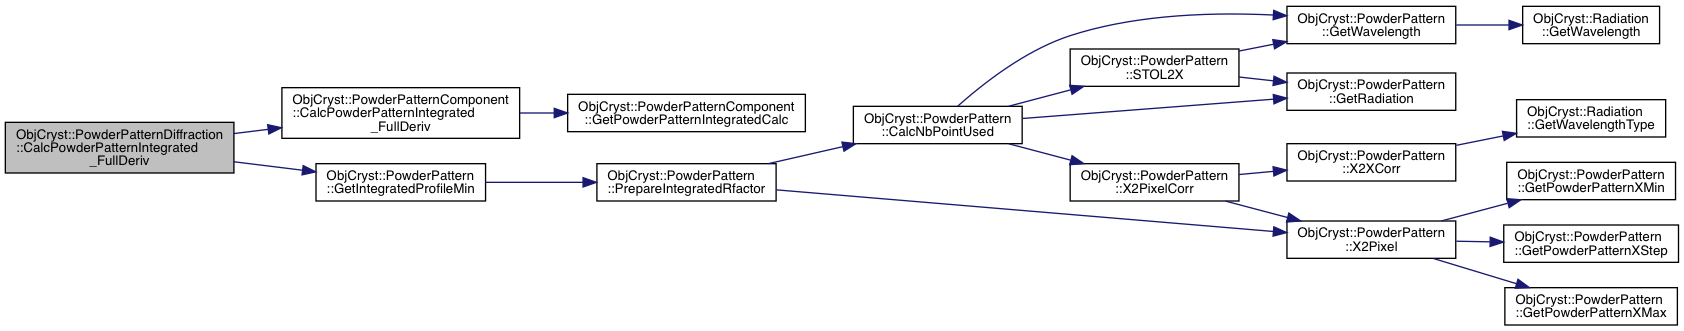 ObjCryst::PowderPatternDiffraction
::CalcPowderPatternIntegrated
_FullDeriv
ObjCryst::PowderPatternComponent
::CalcPowderPatternIntegrated
_FullDeriv
ObjCryst::PowderPatternComponent
::GetPowderPatternIntegratedCalc
ObjCryst::PowderPattern
::GetIntegratedProfileMin
ObjCryst::PowderPattern
::PrepareIntegratedRfactor
ObjCryst::PowderPattern
::CalcNbPointUsed
ObjCryst::PowderPattern
::STOL2X
ObjCryst::PowderPattern
::X2PixelCorr
ObjCryst::PowderPattern
::GetWavelength
ObjCryst::PowderPattern
::GetRadiation
ObjCryst::PowderPattern
::X2XCorr
ObjCryst::PowderPattern
::X2Pixel
ObjCryst::Radiation
::GetWavelength
ObjCryst::Radiation
::GetWavelengthType
ObjCryst::PowderPattern
::GetPowderPatternXMin
ObjCryst::PowderPattern
::GetPowderPatternXStep
ObjCryst::PowderPattern
::GetPowderPatternXMax